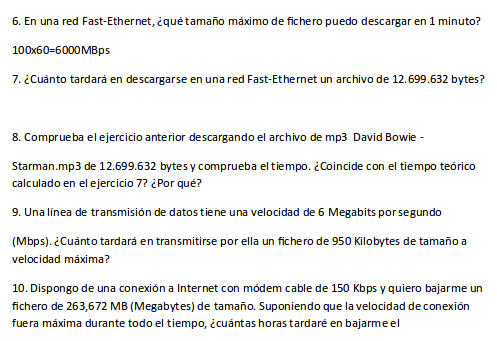 6. En una red Fast-Ethernet, ¿qué tamaño máximo de fichero puedo descargar en 1 minuto?
100x60=6000MBps
7. ¿Cuánto tardará en descargarse en una red Fast-Ethernet un archivo de 12.699.632 bytes?
8. Comprueba el ejercicio anterior descargando el archivo de mp3 David Bowie -
Starman.mp3 de 12.699.632 bytes y comprueba el tiempo. ¿Coincide con el tiempo teórico
calculado en el ejercicio 7? ¿Por qué?
9. Una línea de transmisión de datos tiene una velocidad de 6 Megabits por segundo
(Mbps). ¿Cuánto tardará en transmitirse por ella un fichero de 950 Kilobytes de tamaño a
velocidad máxima?
10. Dispongo de una conexión a Internet con módem cable de 150 Kbps y quiero bajarme un
fichero de 263,672 MB (Megabytes) de tamaño. Suponiendo que la velocidad de conexión
fuera máxima durante todo el tiempo, ¿cuántas horas tardaré en bajarme el